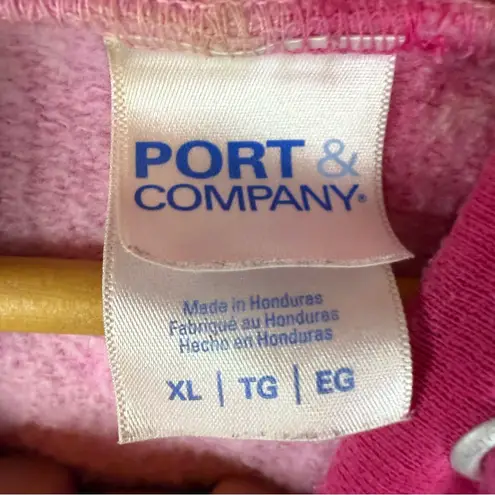 PORT &
COMPANY®
Made in Honduras
Fabriqué au Honduras
Hecho en Honduras
XL | TG | EG